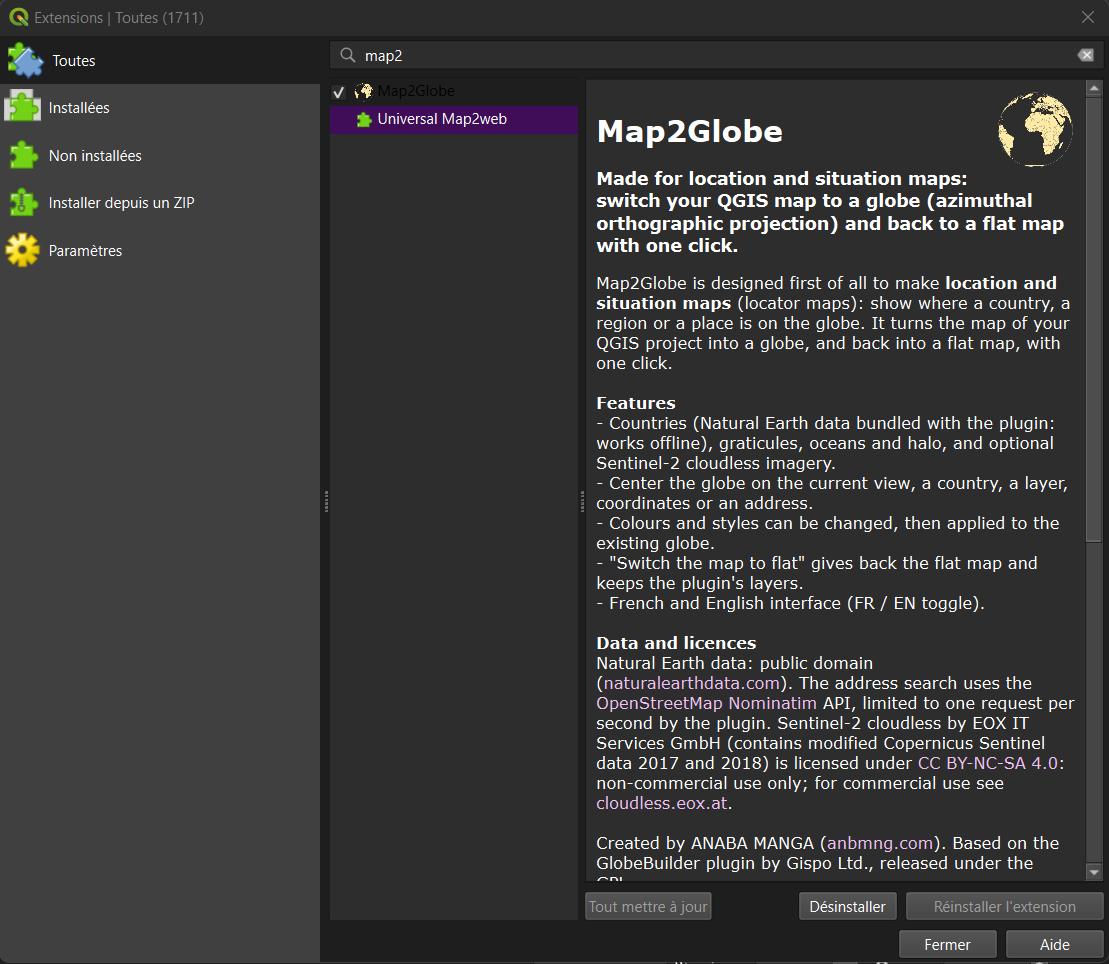 Extensions | Toutes (1711)
Toutes
Installées
Non installées
Installer depuis un ZIP
Paramètres
map2
Map2Globe
Universal Map2web
Map2Globe
Made for location and situation maps:
switch your QGIS map to a globe (azimuthal
orthographic projection) and back to a flat map
with one click.
Map2Globe is designed first of all to make location and
situation maps (locator maps): show where a country, a
region or a place is on the globe. It turns the map of your
QGIS project into a globe, and back into a flat map, with
one click.
Features
- Countries (Natural Earth data bundled with the plugin:
works offline), graticules, oceans and halo, and optional
Sentinel-2 cloudless imagery.
- Center the globe on the current view, a country, a layer,
coordinates or an address.
- Colours and styles can be changed, then applied to the
existing globe.
- "Switch the map to flat" gives back the flat map and
keeps the plugin's layers.
- French and English interface (FR / EN toggle).
Data and licences
Natural Earth data: public domain
(naturalearthdata.com). The address search uses the
OpenStreetMap Nominatim API, limited to one request per
second by the plugin. Sentinel-2 cloudless by EOX IT
Services GmbH (contains modified Copernicus Sentinel
data 2017 and 2018) is licensed under CC BY-NC-SA 4.0:
non-commercial use only; for commercial use see
cloudless.eox.at.
Created by ANABA MANGA (anbmng.com). Based on the
GlobeBuilder plugin by Gispo Ltd., released under the
Tout mettre à jour
Désinstaller
Réinstaller l'extension
Fermer
Aide